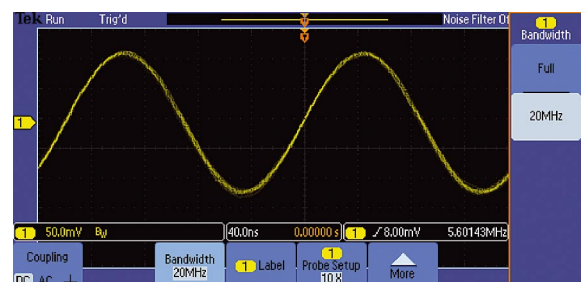 Tek Run Trig'd Noise Filter Of
1
Bandwidth
Full
20MHz
1
1 50.0mV BW 40.0ns 0.00000 s 1 8.00mV 5.60143MHz
Coupling
DC AC
Bandwidth
20MHz
1 Label
1
Probe Setup
10 X
More